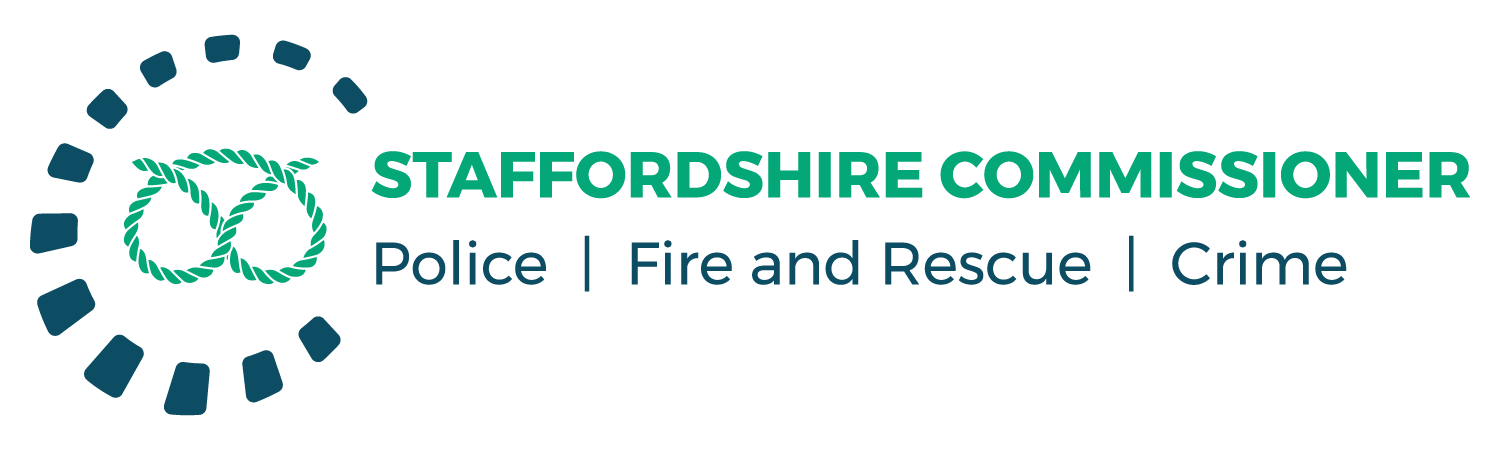 STAFFORDSHIRE COMMISSIONER
Police | Fire and Rescue | Crime